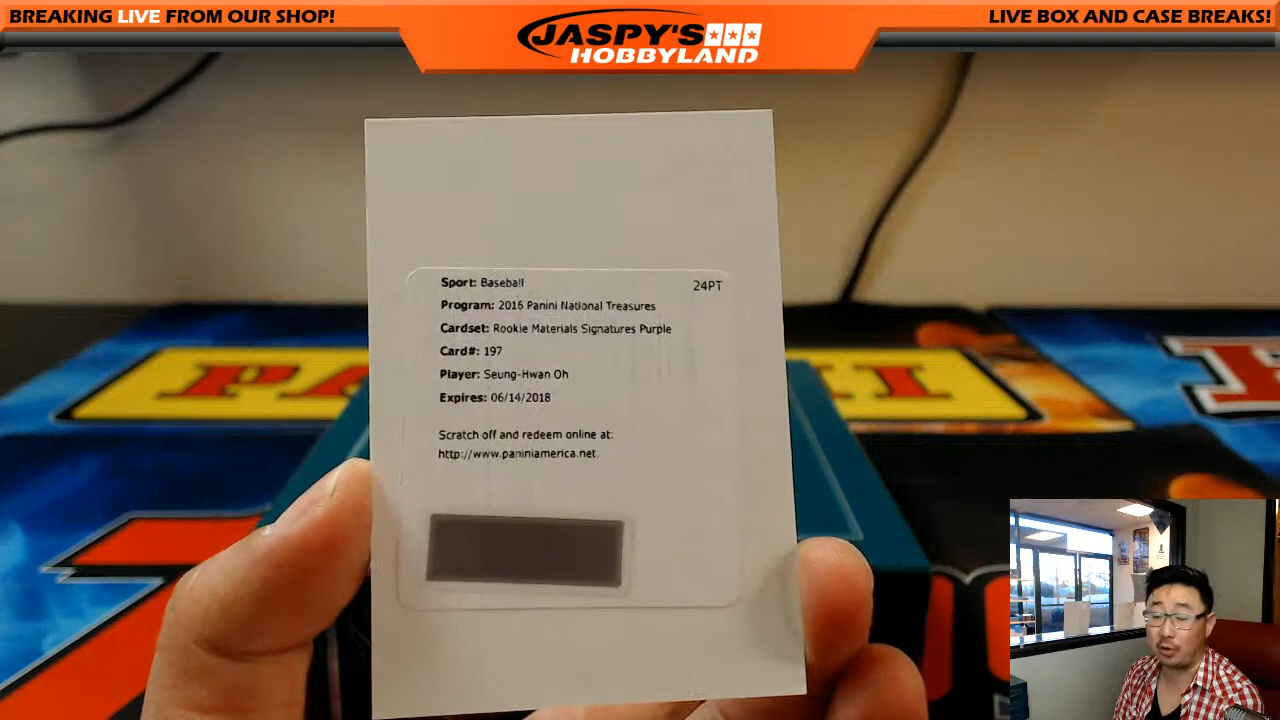 BREAKING LIVE FROM OUR SHOP!
JASPY'S
HOBBYLAND
LIVE BOX AND CASE BREAKS!
Sport: Baseball
24PT
Program: 2016 Panini National Treasures
Cardset: Rookie Materials Signatures Purple
Card#: 197
Player: Seung-Hwan Oh
Expires: 06/14/2018
Scratch off and redeem online at:
http://www.paniniamerica.net.